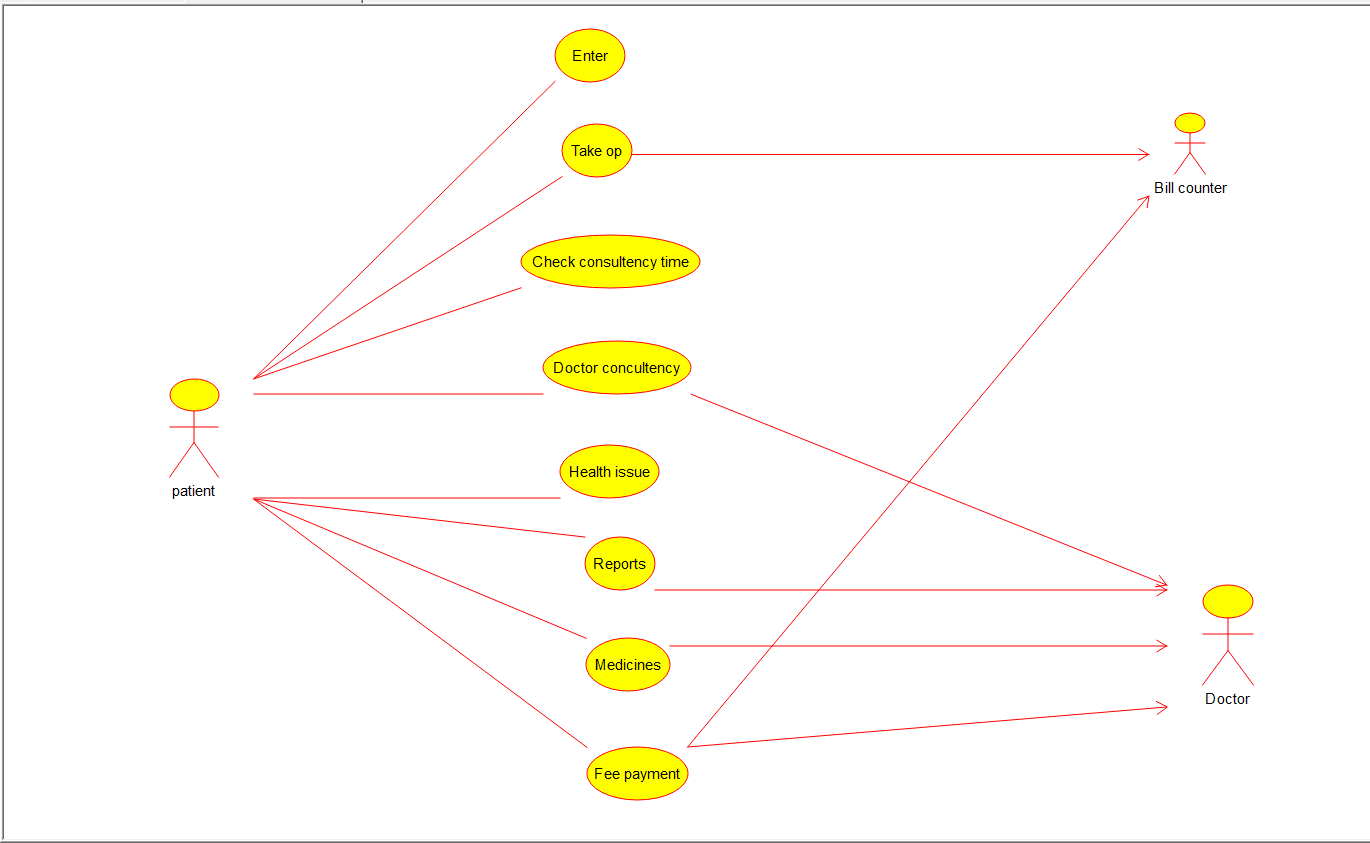 Enter
Take op
Bill counter
Check consultency time
Doctor concultency
Health issue
patient
Reports
Medicines
Doctor
Fee payment